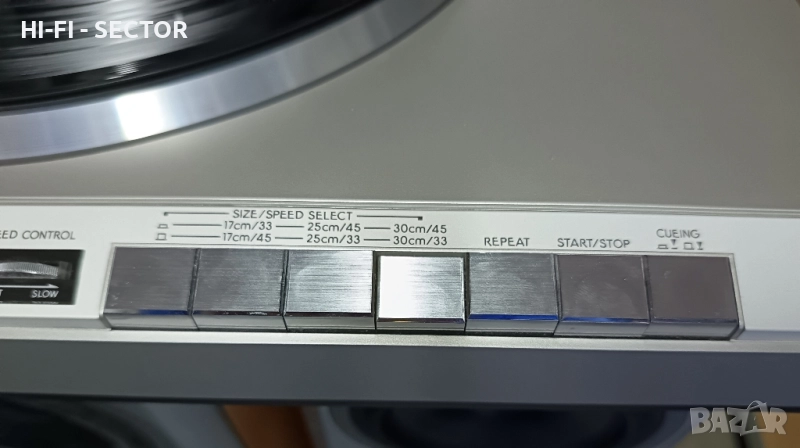 HI-FI - SECTOR
SIZE/SPEED SELECT
17cm/33 25cm/45 30cm/45
17cm/45 25cm/33 30cm/33
EED CONTROL
REPEAT
START/STOP
CUEING
SLOW
BAZAR